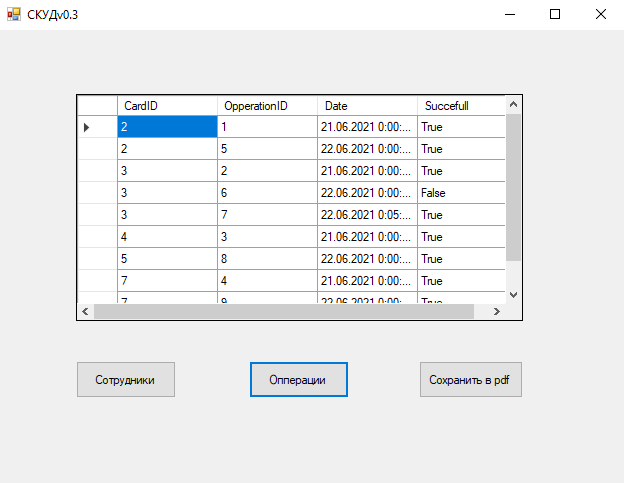 СКУДv0.3
CardID OpperationID Date Succefull
2 1 21.06.2021 0:00:... True
2 5 22.06.2021 0:00:... True
3 2 21.06.2021 0:00:... True
3 6 22.06.2021 0:00:... False
3 7 22.06.2021 0:05:... True
4 3 21.06.2021 0:00:... True
5 8 22.06.2021 0:00:... True
7 4 21.06.2021 0:00:... True
7 9 22.06.2021 0:00:... True
Сотрудники Опперации Сохранить в pdf